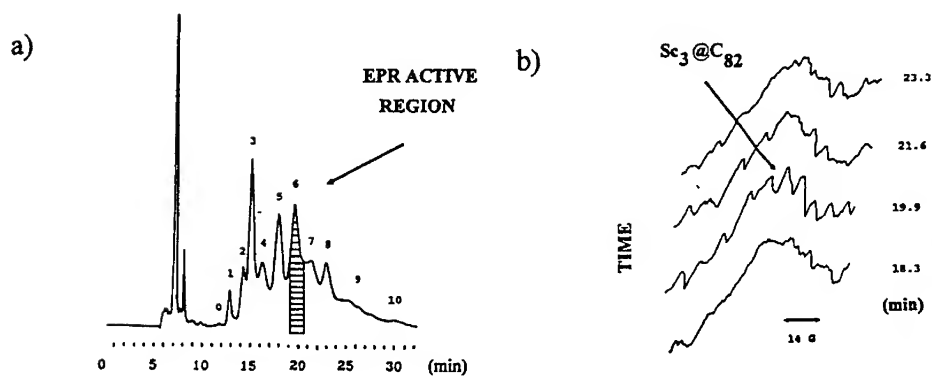 a)
EPR ACTIVE
REGION
0
1
2
3
4
5
6
7
8
9
10
0 5 10 15 20 25 30 (min)
b)
Sc3@C82
23.3
21.6
19.9
18.3
(min)
TIME
14 G